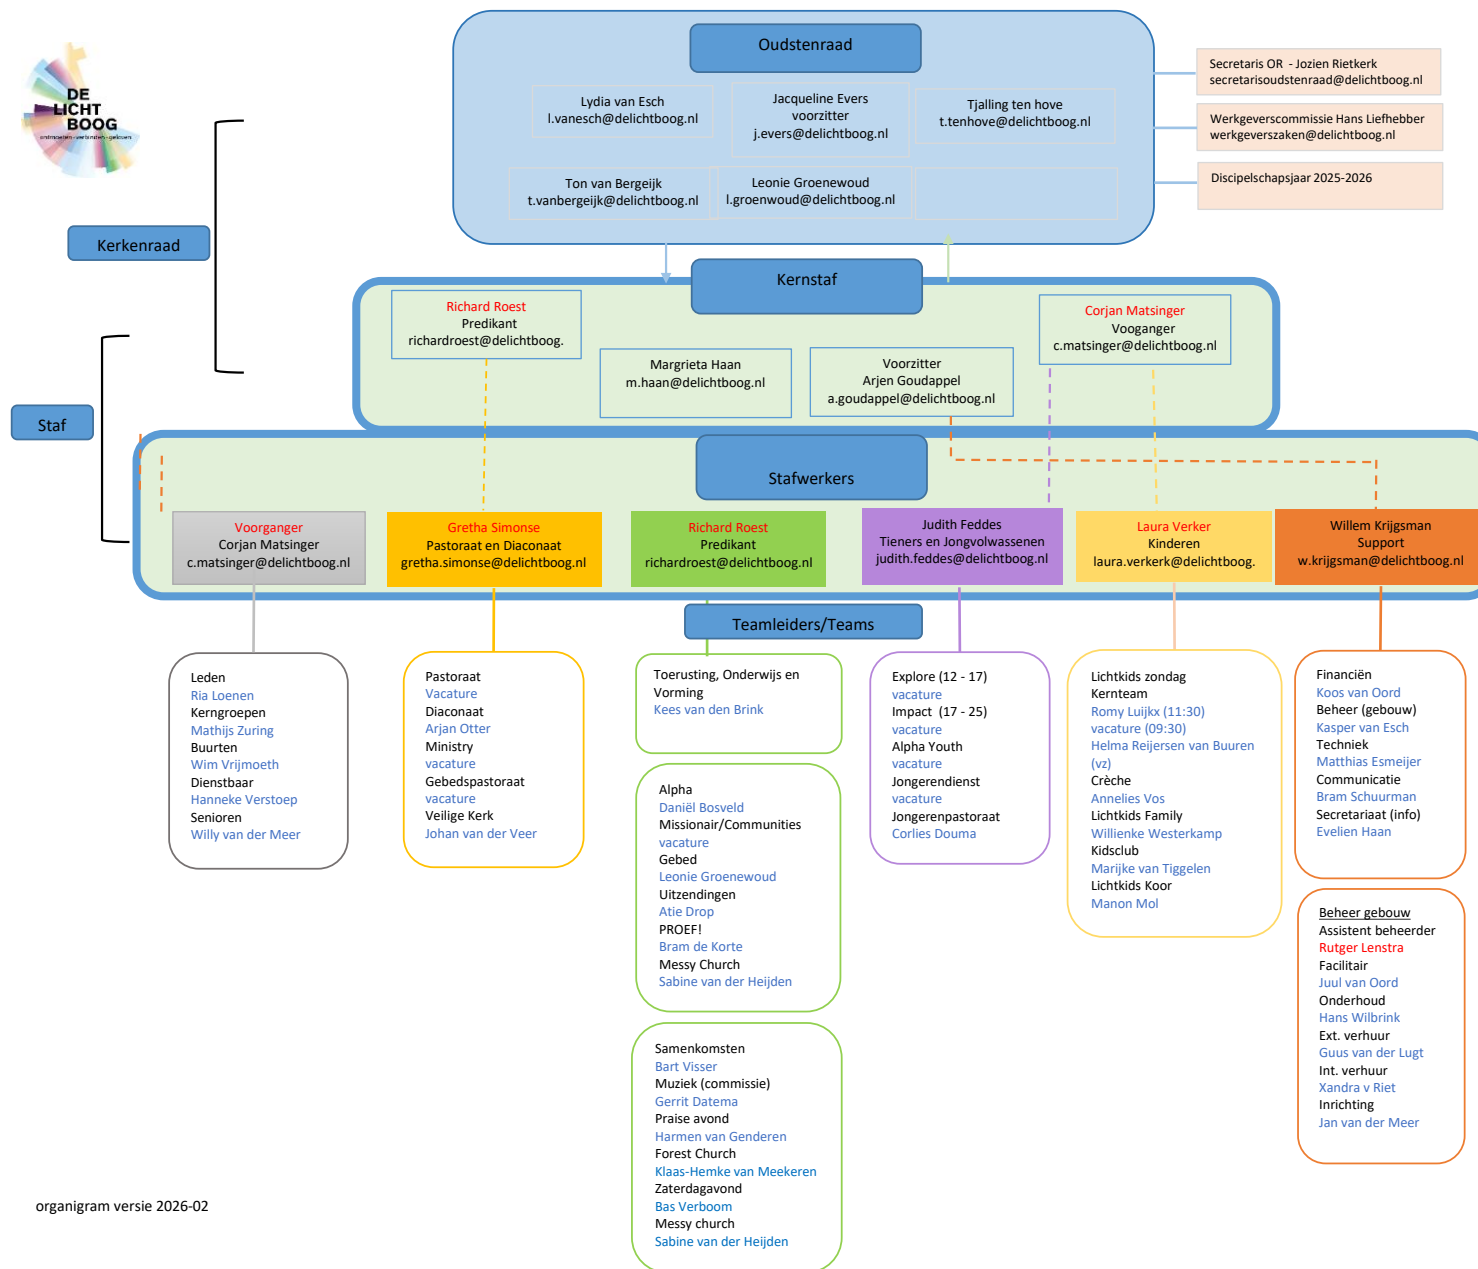 DE
LICHT
BOOG
ontmoeten - verbinden - geloven
Oudstenraad
Lydia van Esch
l.vanesch@delichtboog.nl
Jacqueline Evers
voorzitter
j.evers@delichtboog.nl
Tjalling ten hove
t.tenhove@delichtboog.nl
Ton van Bergeijk
t.vanbergeijk@delichtboog.nl
Leonie Groenewoud
l.groenwoud@delichtboog.nl
Secretaris OR - Jozien Rietkerk
secretarisoudstenraad@delichtboog.nl
Werkgeverscommissie Hans Liefhebber
werkgeverszaken@delichtboog.nl
Discipelschapsjaar 2025-2026
Kerkenraad
Kernstaf
Richard Roest
Predikant
richardroest@delichtboog.
Margrieta Haan
m.haan@delichtboog.nl
Voorzitter
Arjen Goudappel
a.goudappel@delichtboog.nl
Corjan Matsinger
Vooganger
c.matsinger@delichtboog.nl
Staf
Stafwerkers
Voorganger
Corjan Matsinger
c.matsinger@delichtboog.nl
Gretha Simonse
Pastoraat en Diaconaat
gretha.simonse@delichtboog.nl
Richard Roest
Predikant
richardroest@delichtboog.nl
Judith Feddes
Tieners en Jongvolwassenen
judith.feddes@delichtboog.nl
Laura Verker
Kinderen
laura.verkerk@delichtboog.
Willem Krijgsman
Support
w.krijgsman@delichtboog.nl
Teamleiders/Teams
Leden
Ria Loenen
Kerngroepen
Mathijs Zuring
Buurten
Wim Vrijmoeth
Dienstbaar
Hanneke Verstoep
Senioren
Willy van der Meer
Pastoraat
Vacature
Diaconaat
Arjan Otter
Ministry
vacature
Gebedspastoraat
vacature
Veilige Kerk
Johan van der Veer
Toerusting, Onderwijs en
Vorming
Kees van den Brink
Alpha
Daniël Bosveld
Missionair/Communities
vacature
Gebed
Leonie Groenewoud
Uitzendingen
Atie Drop
PROEF!
Bram de Korte
Messy Church
Sabine van der Heijden
Samenkomsten
Bart Visser
Muziek (commissie)
Gerrit Datema
Praise avond
Harmen van Genderen
Forest Church
Klaas-Hemke van Meekeren
Zaterdagavond
Bas Verboom
Messy church
Sabine van der Heijden
Explore (12 - 17)
vacature
Impact (17 - 25)
vacature
Alpha Youth
vacature
Jongerendienst
vacature
Jongerenpastoraat
Corlies Douma
Lichtkids zondag
Kernteam
Romy Luijkx (11:30)
vacature (09:30)
Helma Reijersen van Buuren
(vz)
Crèche
Annelies Vos
Lichtkids Family
Willienke Westerkamp
Kidsclub
Marijke van Tiggelen
Lichtkids Koor
Manon Mol
Financiën
Koos van Oord
Beheer (gebouw)
Kasper van Esch
Techniek
Matthias Esmeijer
Communicatie
Bram Schuurman
Secretariaat (info)
Evelien Haan
Beheer gebouw
Assistent beheerder
Rutger Lenstra
Facilitair
Juul van Oord
Onderhoud
Hans Wilbrink
Ext. verhuur
Guus van der Lugt
Int. verhuur
Xandra v Riet
Inrichting
Jan van der Meer
organigram versie 2026-02